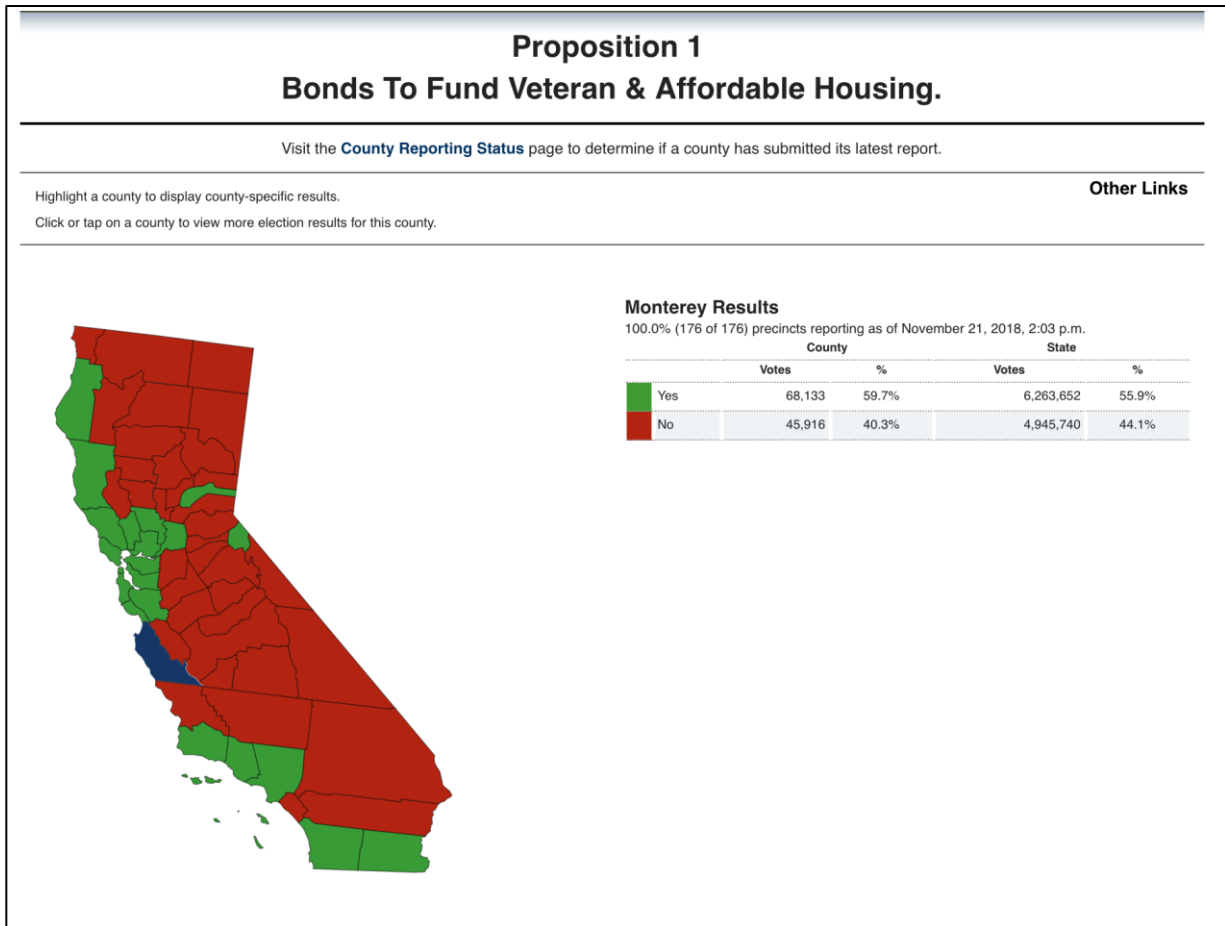 Proposition 1
Bonds To Fund Veteran & Affordable Housing.
Visit the County Reporting Status page to determine if a county has submitted its latest report.
Highlight a county to display county-specific results.
Click or tap on a county to view more election results for this county.
Other Links
Monterey Results
100.0% (176 of 176) precincts reporting as of November 21, 2018, 2:03 p.m.
County State
Votes % Votes %
Yes 68,133 59.7% 6,263,652 55.9%
No 45,916 40.3% 4,945,740 44.1%